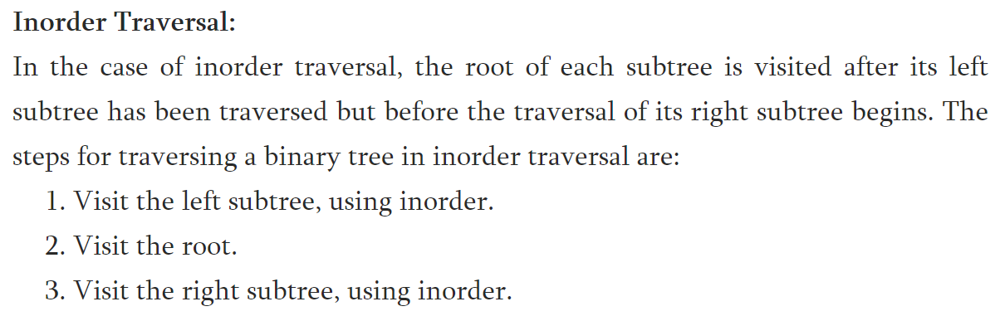 Inorder Traversal:
In the case of inorder traversal, the root of each subtree is visited after its left
subtree has been traversed but before the traversal of its right subtree begins. The
steps for traversing a binary tree in inorder traversal are:
1. Visit the left subtree, using inorder.
2. Visit the root.
3. Visit the right subtree, using inorder.